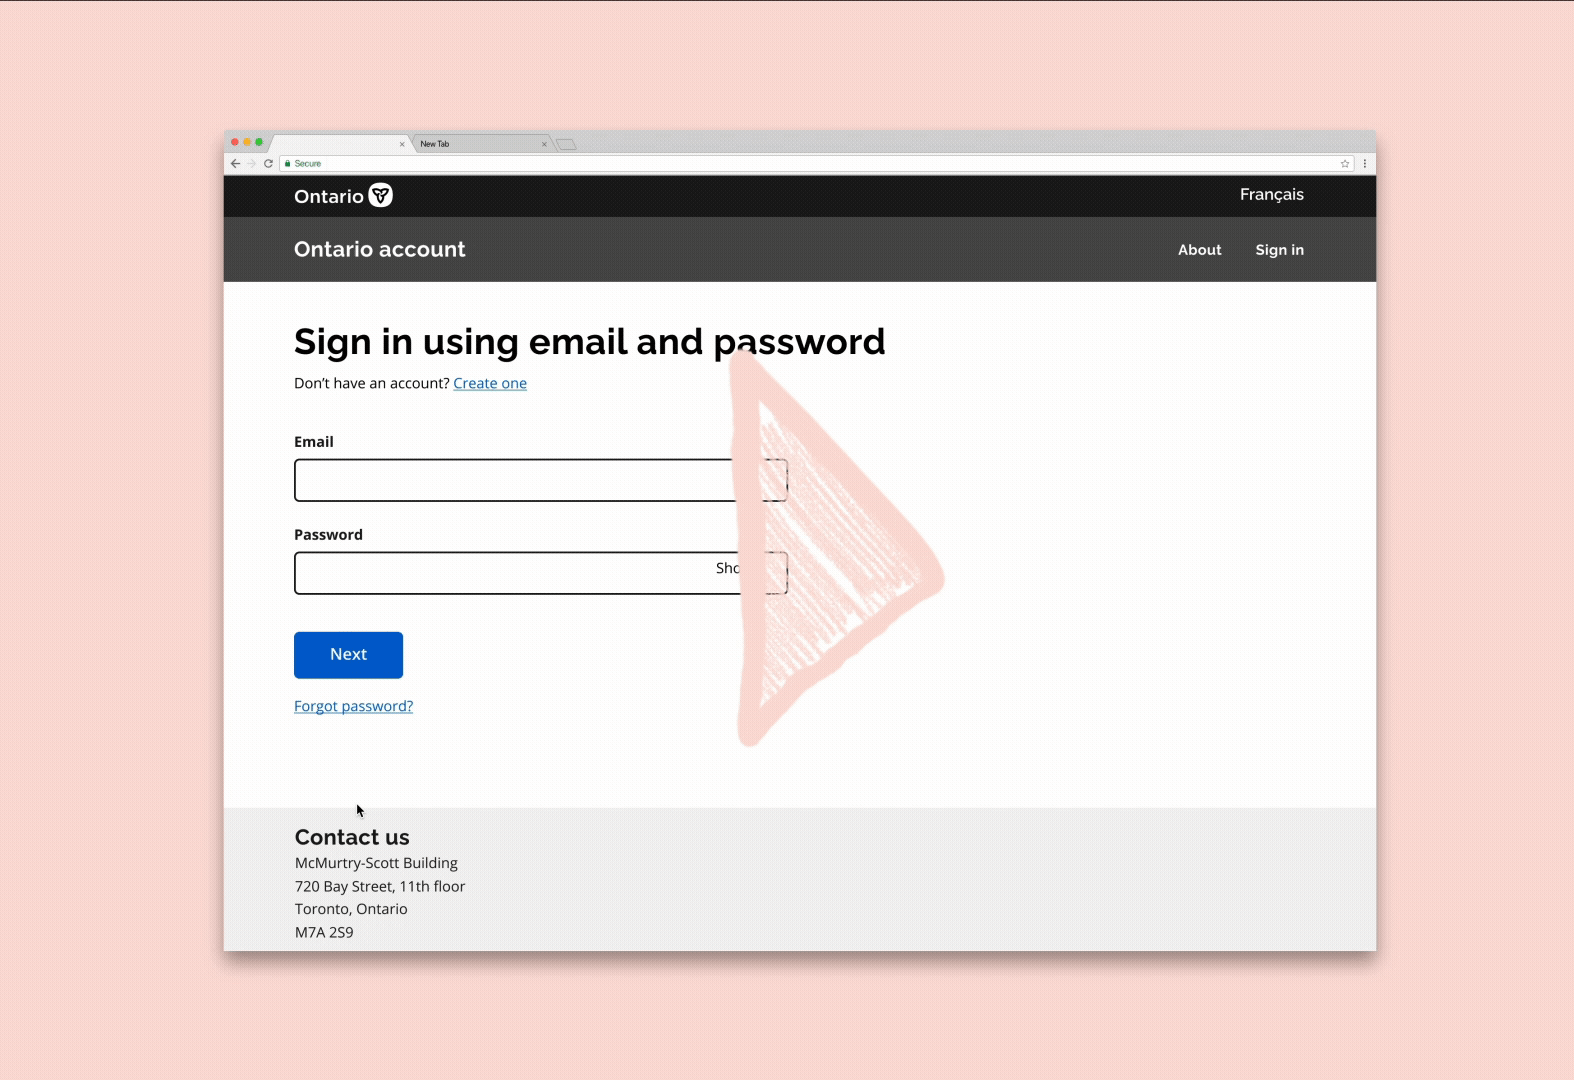 New Tab
Secure
Ontario
Français
Ontario account
About
Sign in
Sign in using email and password
Don't have an account? Create one
Email
Password
Next
Forgot password?
Contact us
McMurtry-Scott Building
720 Bay Street, 11th floor
Toronto, Ontario
M7A 2S9